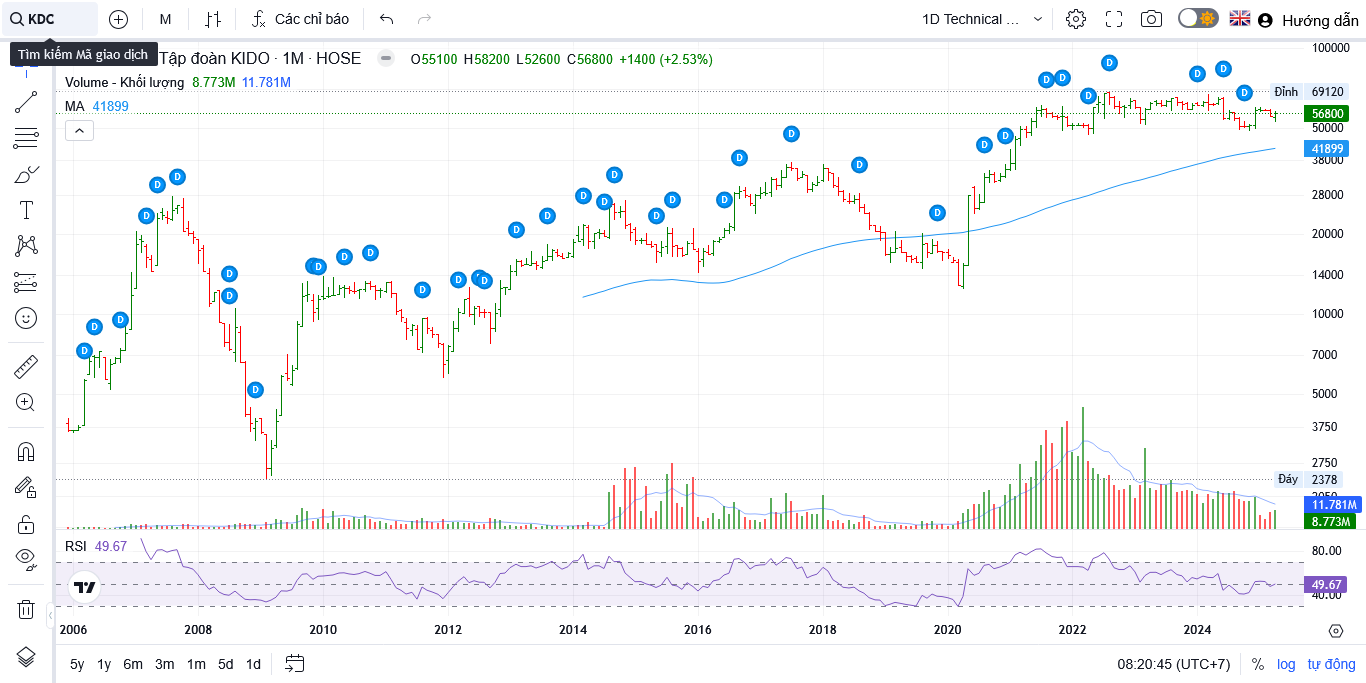 KDC
M
Các chỉ báo
1D Technical ...
Hướng dẫn
Tìm kiếm Mã giao dịch
Tập đoàn KIDO · 1M · HOSE
O55100 H58200 L52600 C56800 +1400 (+2.53%)
Volume - Khối lượng 8.773M 11.781M
MA 41899
100000
Đỉnh 69120
56800
50000
41899
38000
28000
20000
14000
10000
7000
5000
3750
2750
Đáy 2378
2050
11.781M
8.773M
D D D D D D D D D D D D D D D D D D D D D D D D D D D D D D D D D D D D D D D D
RSI 49.67
80.00
49.67
40.00
2006 2008 2010 2012 2014 2016 2018 2020 2022 2024
5y 1y 6m 3m 1m 5d 1d
08:20:45 (UTC+7) % log tự động